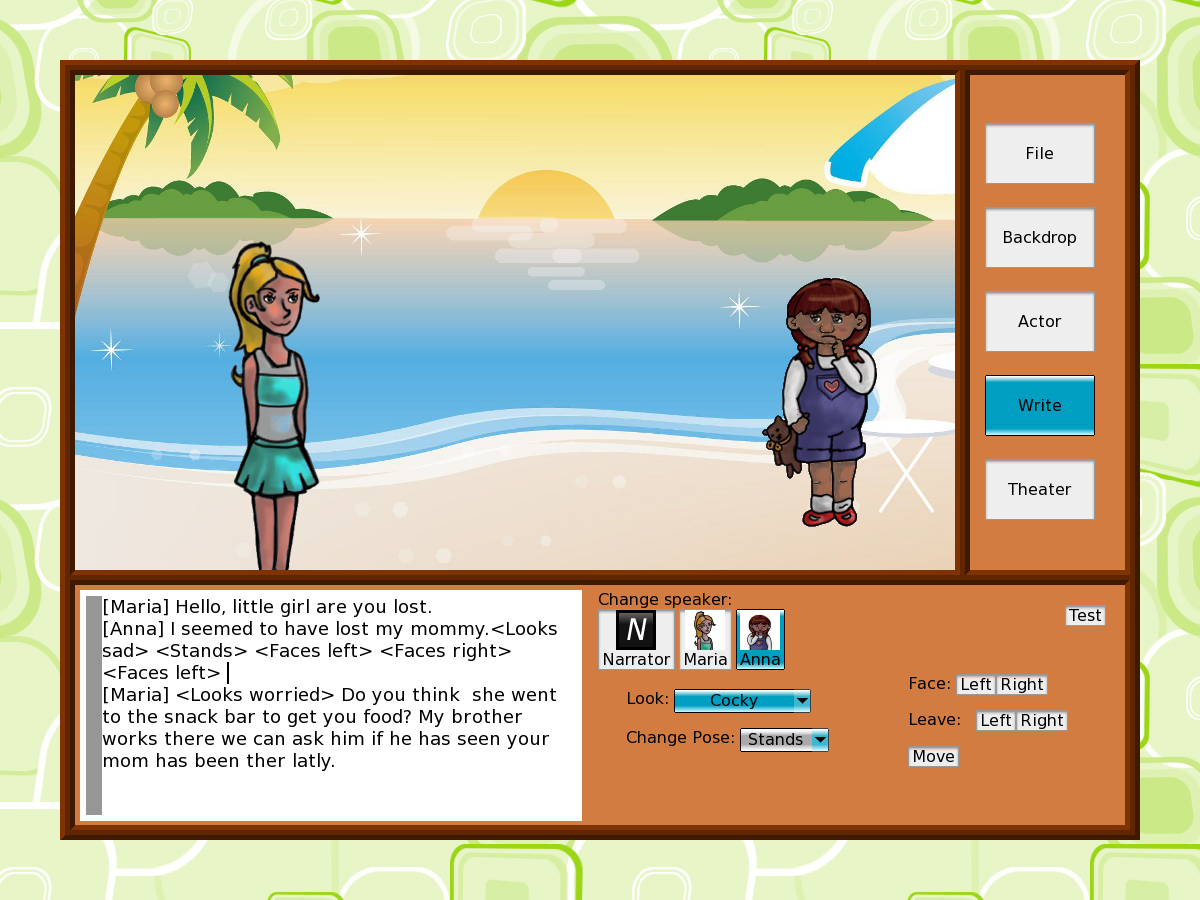 File
Backdrop
Actor
Write
Theater
[Maria] Hello, little girl are you lost.
[Anna] I seemed to have lost my mommy.<Looks
sad> <Stands> <Faces left> <Faces right>
<Faces left>
[Maria] <Looks worried> Do you think  she went
to the snack bar to get you food? My brother
works there we can ask him if he has seen your
mom has been ther latly.
Change speaker:
N
Narrator Maria Anna
Test
Look: Cocky
Change Pose: Stands
Face: Left Right
Leave: Left Right
Move